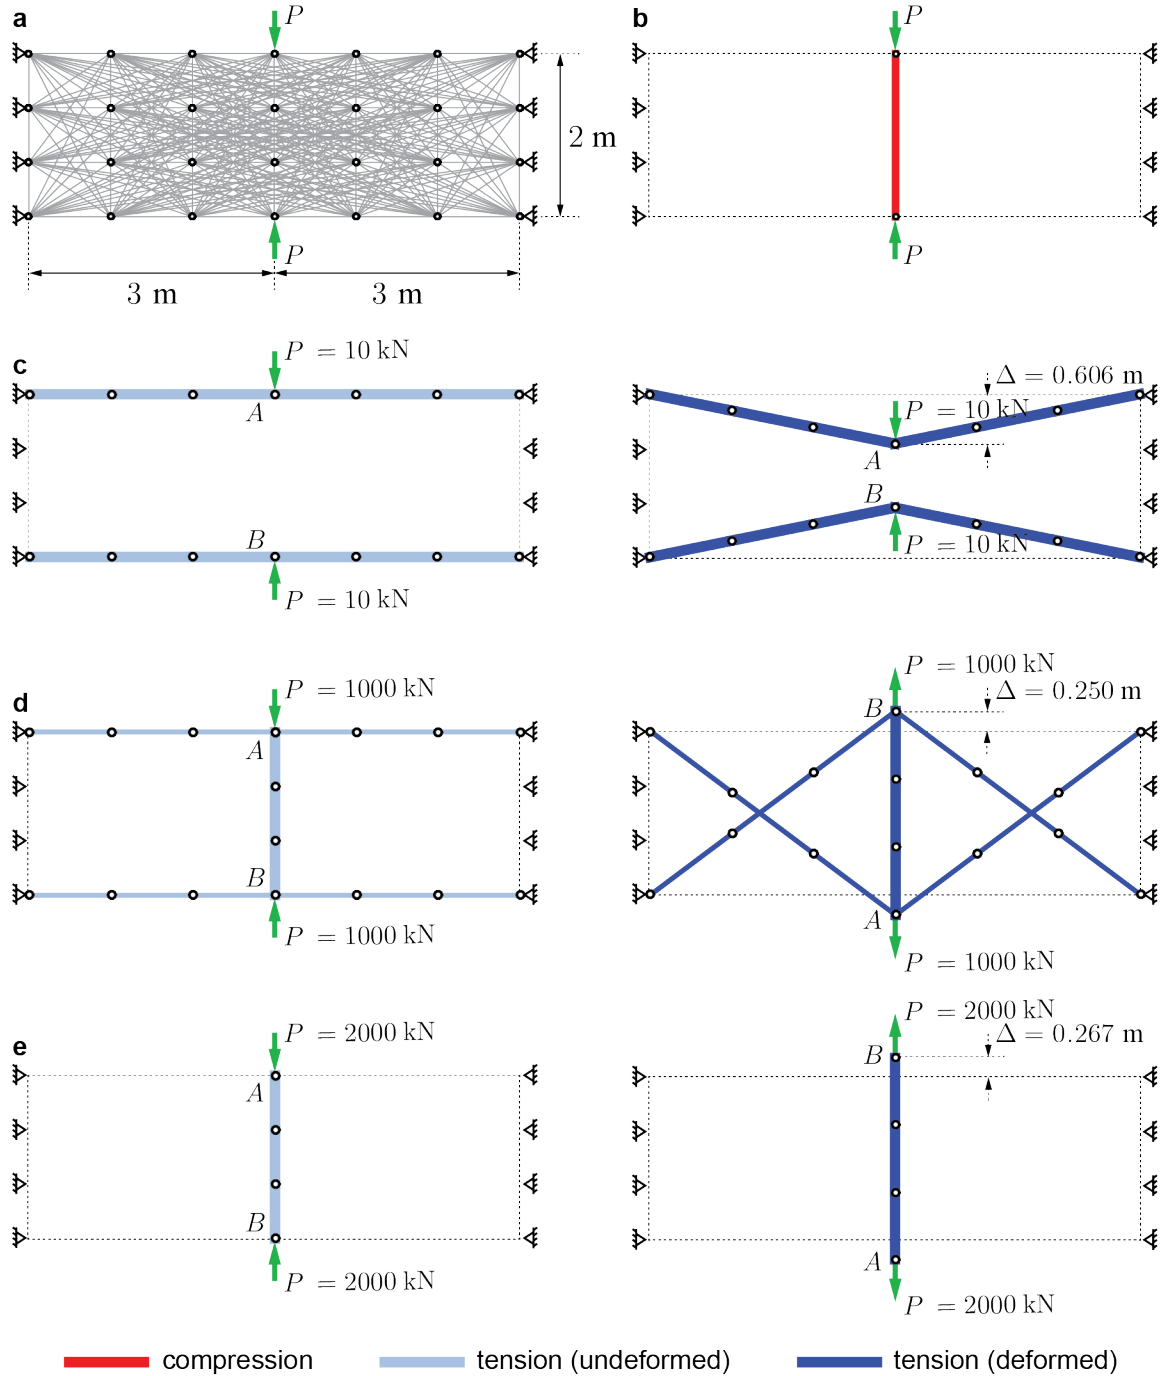 a
P
2 m
P
3 m
3 m
b
P
P
c
P = 10 kN
A
B
P = 10 kN
Δ = 0.606 m
P = 10 kN
A
B
P = 10 kN
d
P = 1000 kN
A
B
P = 1000 kN
P = 1000 kN
Δ = 0.250 m
B
A
P = 1000 kN
e
P = 2000 kN
A
B
P = 2000 kN
P = 2000 kN
Δ = 0.267 m
B
A
P = 2000 kN
compression
tension (undeformed)
tension (deformed)